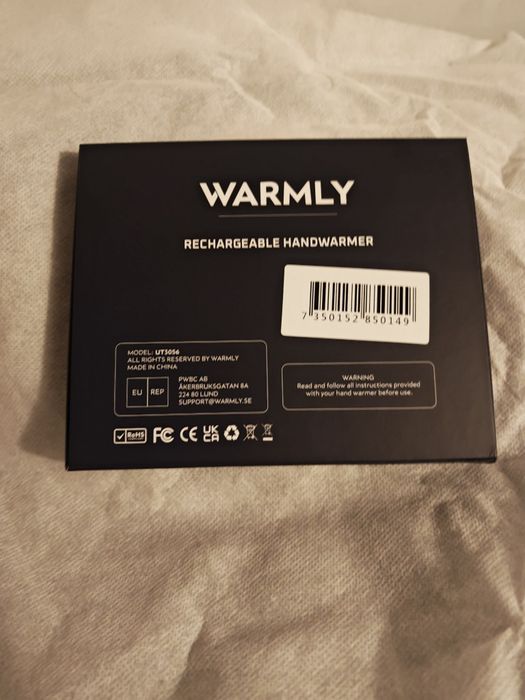 WARMLY
RECHARGEABLE HANDWARMER
7 350152 850149
MODEL: UT3056
ALL RIGHTS RESERVED BY WARMLY
MADE IN CHINA
EU REP
PWBC AB
ÅKERBRUKSGATAN 8A
224 80 LUND
SUPPORT@WARMLY.SE
WARNING
Read and follow all instructions provided
with your hand warmer before use.
RoHS FC CE UK CA